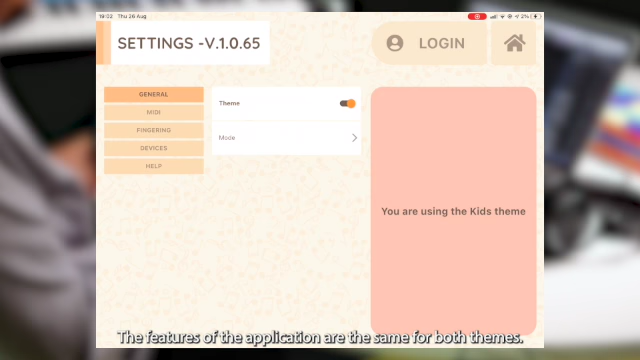 19:02 Thu 26 Aug
2%
SETTINGS -V.1.0.65
LOGIN
GENERAL
MIDI
FINGERING
DEVICES
HELP
Theme
Mode
You are using the Kids theme
The features of the application are the same for both themes.